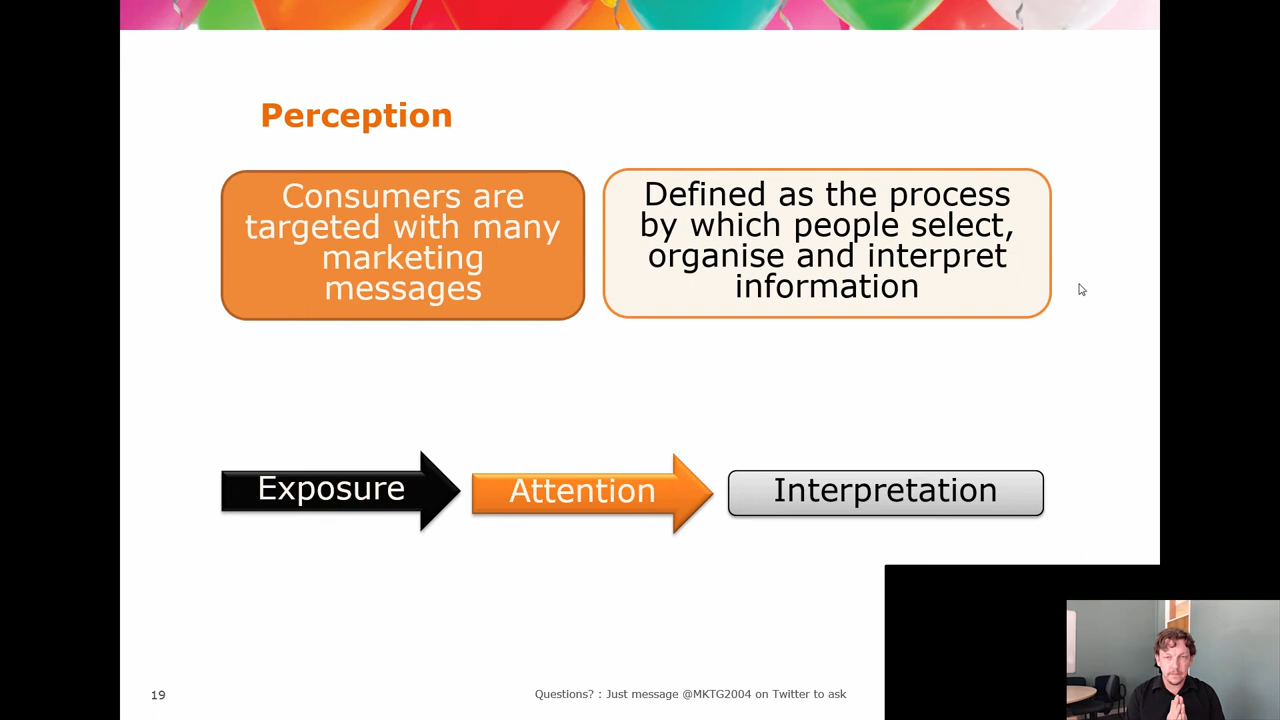 Perception
Consumers are
targeted with many
marketing
messages
Defined as the process
by which people select,
organise and interpret
information
Exposure
Attention
Interpretation
19
Questions? : Just message @MKTG2004 on Twitter to ask